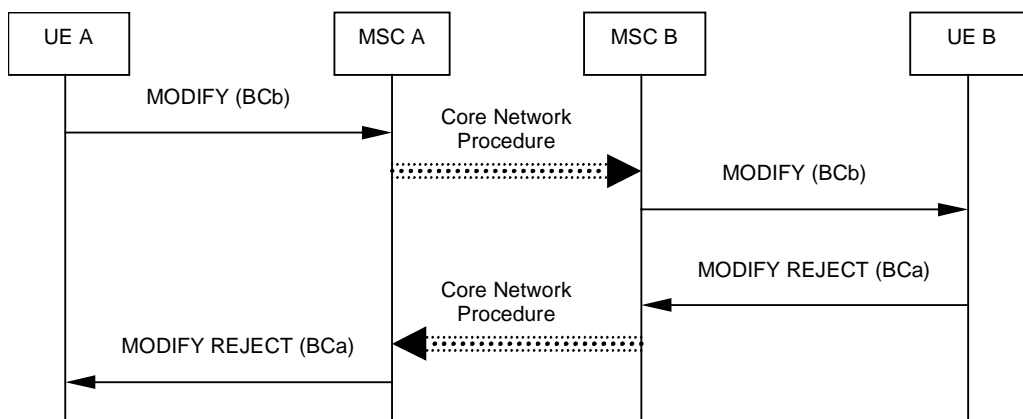 UE A
MSC A
MSC B
UE B
MODIFY (BCb)
Core Network
Procedure
MODIFY (BCb)
MODIFY REJECT (BCa)
Core Network
Procedure
MODIFY REJECT (BCa)